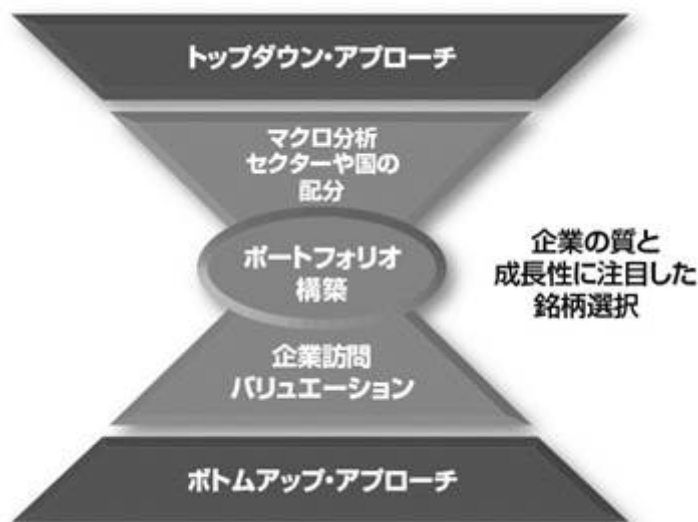 トップダウン・アプローチ
マクロ分析
セクターや国の
配分
ポートフォリオ
構築
企業の質と
成長性に注目した
銘柄選択
企業訪問
バリュエーション
ボトムアップ・アプローチ